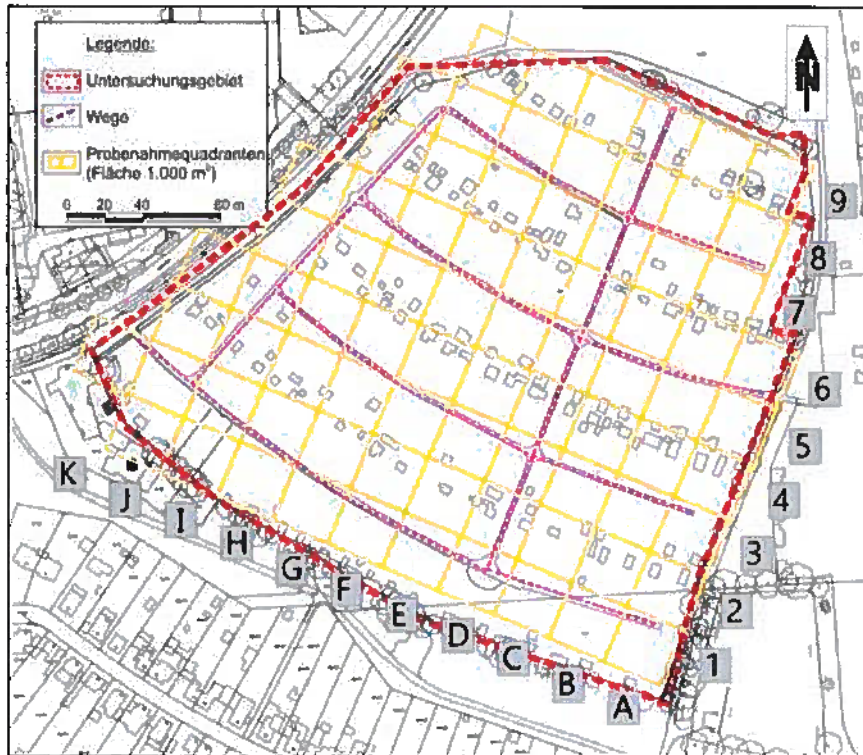 Legende:
Untersuchungsgebiet
Wege
Probenahmequadranten
(Fläche 1.000 m²)
0 20 40 80 m
N
9
8
7
6
5
4
3
2
1
K
J
I
H
G
F
E
D
C
B
A